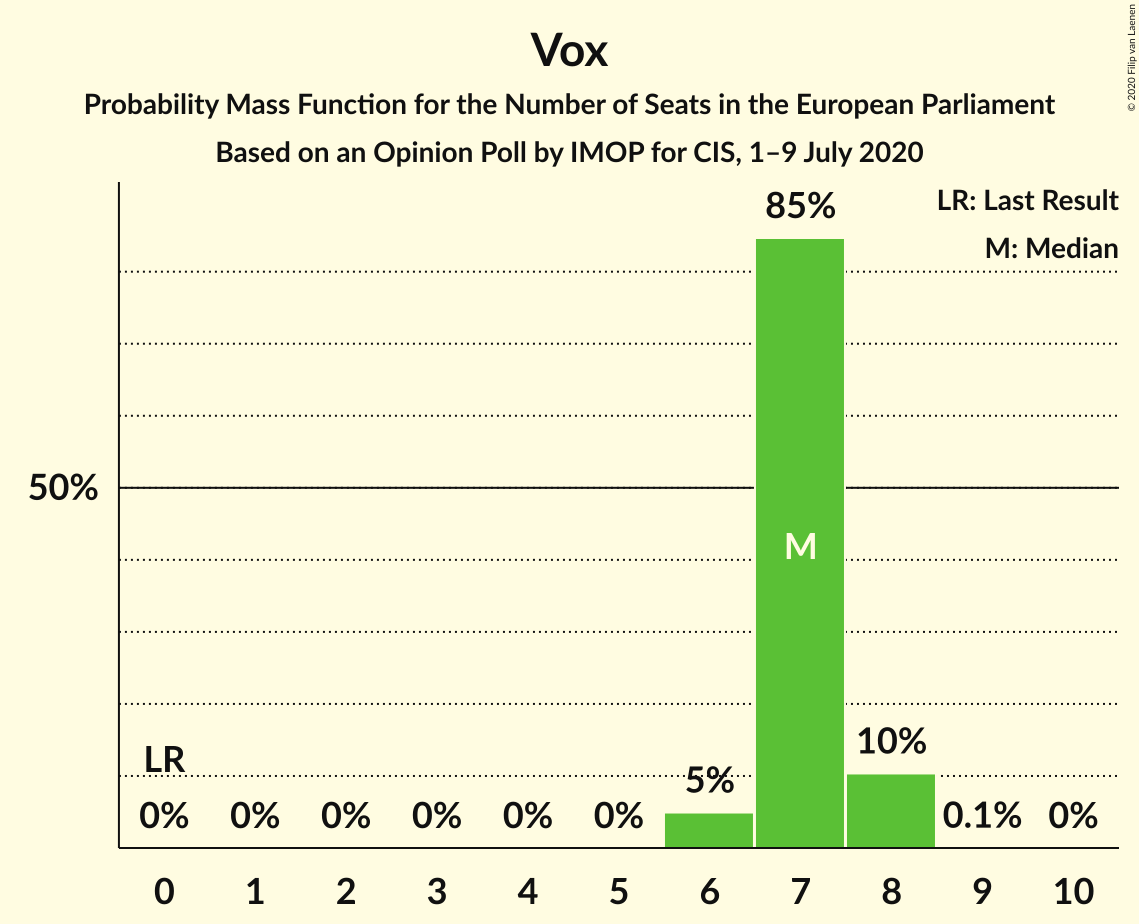 Vox
Probability Mass Function for the Number of Seats in the European Parliament
Based on an Opinion Poll by IMOP for CIS, 1–9 July 2020
© 2020 Filip van Laenen
LR: Last Result
M: Median
85%
50%
M
10%
LR
5%
0% 0% 0% 0% 0% 0% 0.1% 0%
0 1 2 3 4 5 6 7 8 9 10